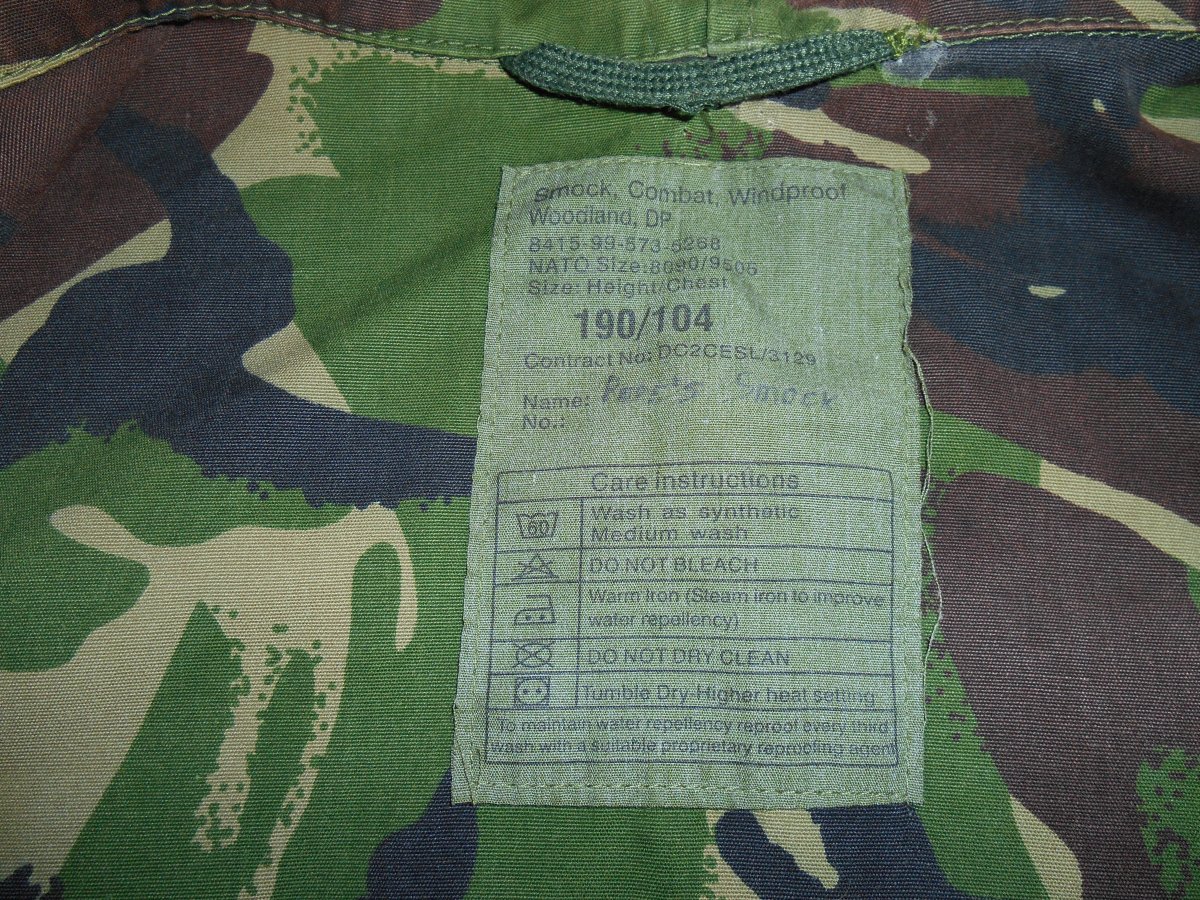 Smock, Combat, Windproof
Woodland, DP
8415-99-573-5268
NATO Size:8090/9505
Size: Height/Chest
190/104
Contract No: DC2CESL/3129
Name: Smock
No.:
Care instructions
60
Wash as synthetic
Medium wash
DO NOT BLEACH
Warm Iron (Steam iron to improve
water repellency)
DO NOT DRY CLEAN
Tumble Dry Higher heat setting
To maintain water repellency reproof every third
wash with a suitable proprietary reproofing agent